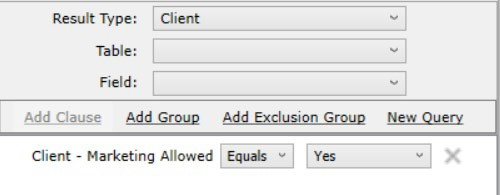 Result Type: Client
Table:
Field:
Add Clause Add Group Add Exclusion Group New Query
Client - Marketing Allowed Equals Yes